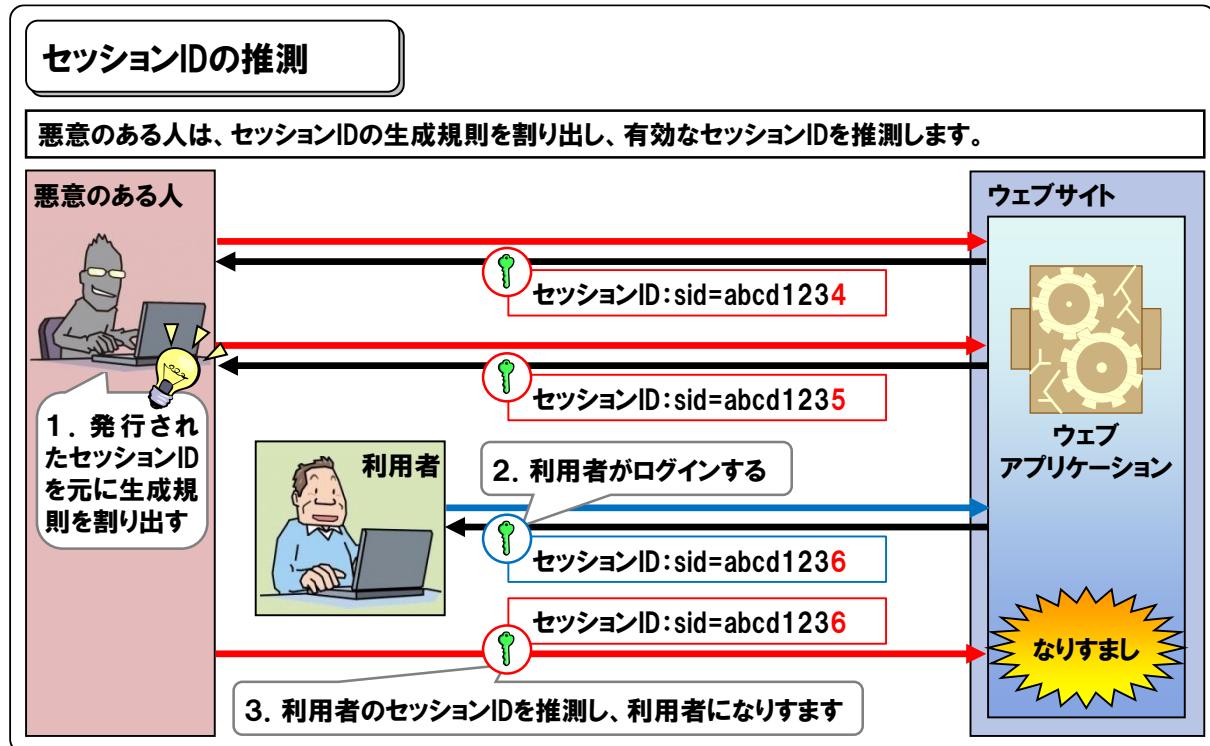 セッションIDの推測
悪意のある人は、セッションIDの生成規則を割り出し、有効なセッションIDを推測します。
悪意のある人
ウェブサイト
セッションID:sid=abcd1234
セッションID:sid=abcd1235
1.発行され
たセッションID
を元に生成規
則を割り出す
ウェブ
アプリケーション
利用者
2.利用者がログインする
セッションID:sid=abcd1236
セッションID:sid=abcd1236
なりすまし
3.利用者のセッションIDを推測し、利用者になりすます